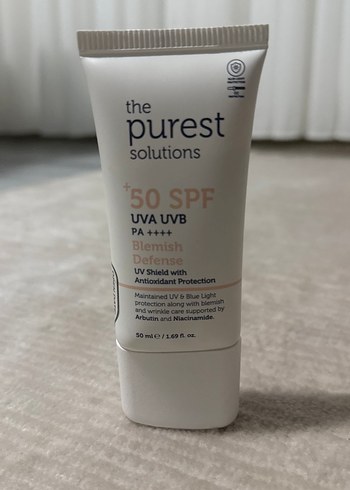 the
purest
solutions
+50 SPF
UVA UVB
PA ++++
Blemish
Defense
UV Shield with
Antioxidant Protection
Maintained UV & Blue Light
protection along with blemish
and wrinkle care supported by
Arbutin and Niacinamide.
50 ml ℮ / 1.69 fl. oz.